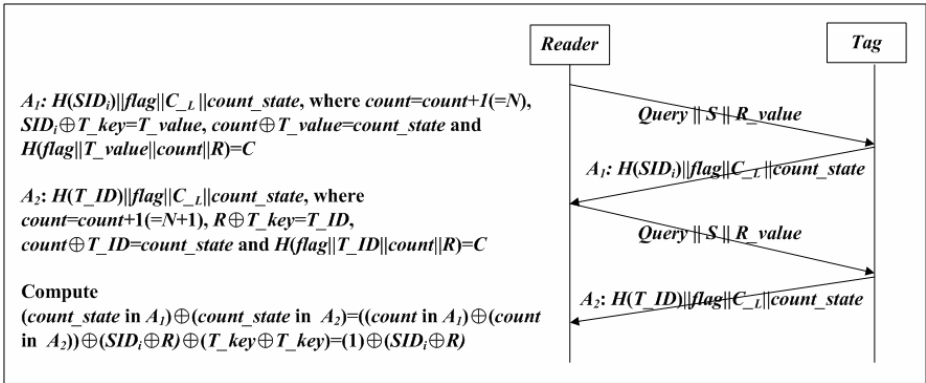 Reader
Tag
A₁: H(SIDᵢ)||flag||C_L||count_state, where count=count+1(=N),
SIDᵢ⊕T_key=T_value, count⊕T_value=count_state and
H(flag||T_value||count||R)=C
A₂: H(T_ID)||flag||C_L||count_state, where
count=count+1(=N+1), R⊕T_key=T_ID,
count⊕T_ID=count_state and H(flag||T_ID||count||R)=C
Compute
(count_state in A₁)⊕(count_state in A₂)=((count in A₁)⊕(count
in A₂))⊕(SIDᵢ⊕R)⊕(T_key⊕T_key)=(1)⊕(SIDᵢ⊕R)
Query || S || R_value
A₁: H(SIDᵢ)||flag||C_L||count_state
Query || S || R_value
A₂: H(T_ID)||flag||C_L||count_state